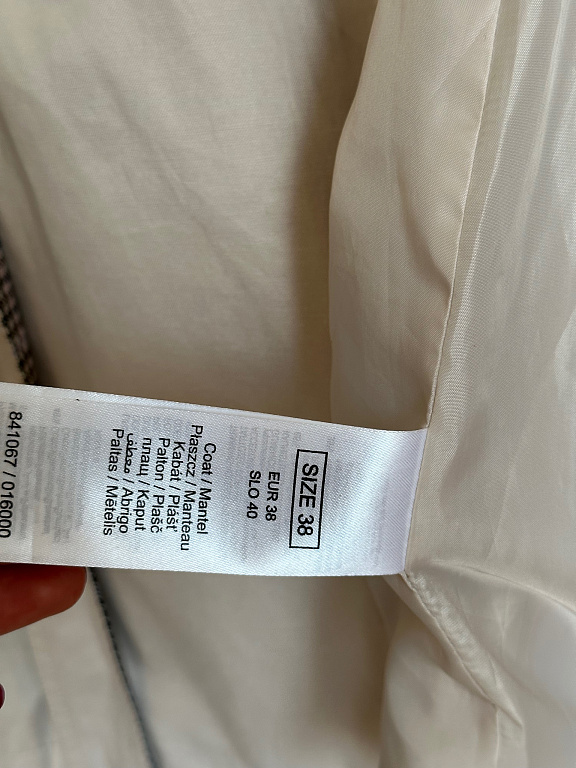 SIZE 38
EUR 38
SLO 40
Coat / Mantel
Płaszcz / Manteau
Kabát / Plášť
Palton / Plašč
плащ / Kaput
معطف / Abrigo
Paltas / Mētelis
841067 / 016000